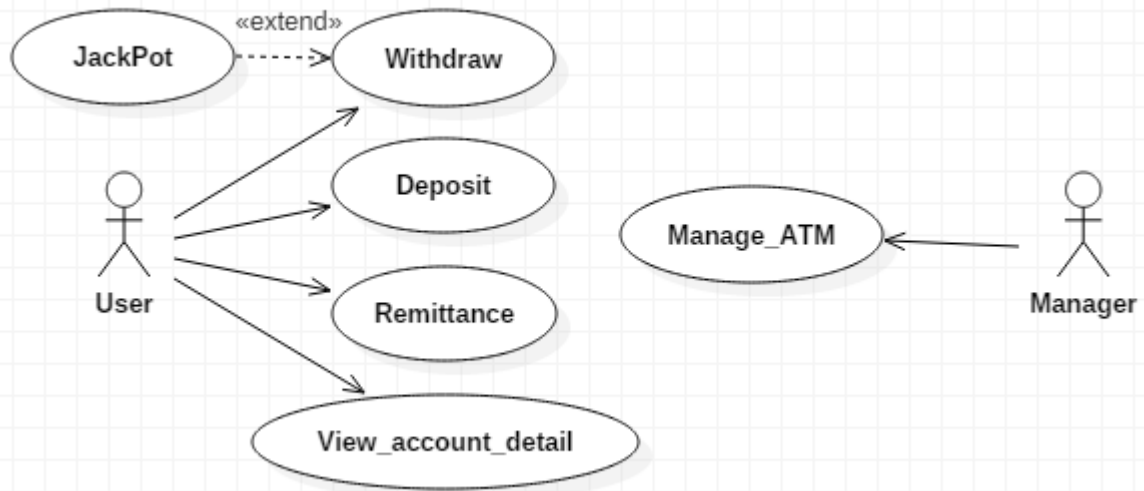 «extend»
JackPot
Withdraw
Deposit
Manage_ATM
User
Remittance
Manager
View_account_detail